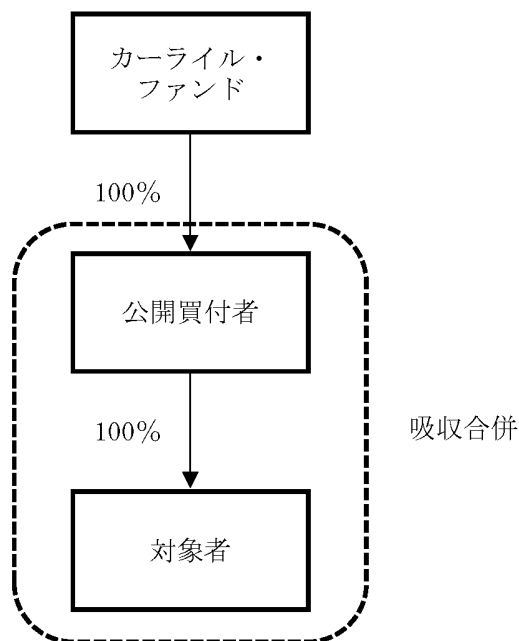 カーライル・
ファンド
100%
公開買付者
100%
吸収合併
対象者